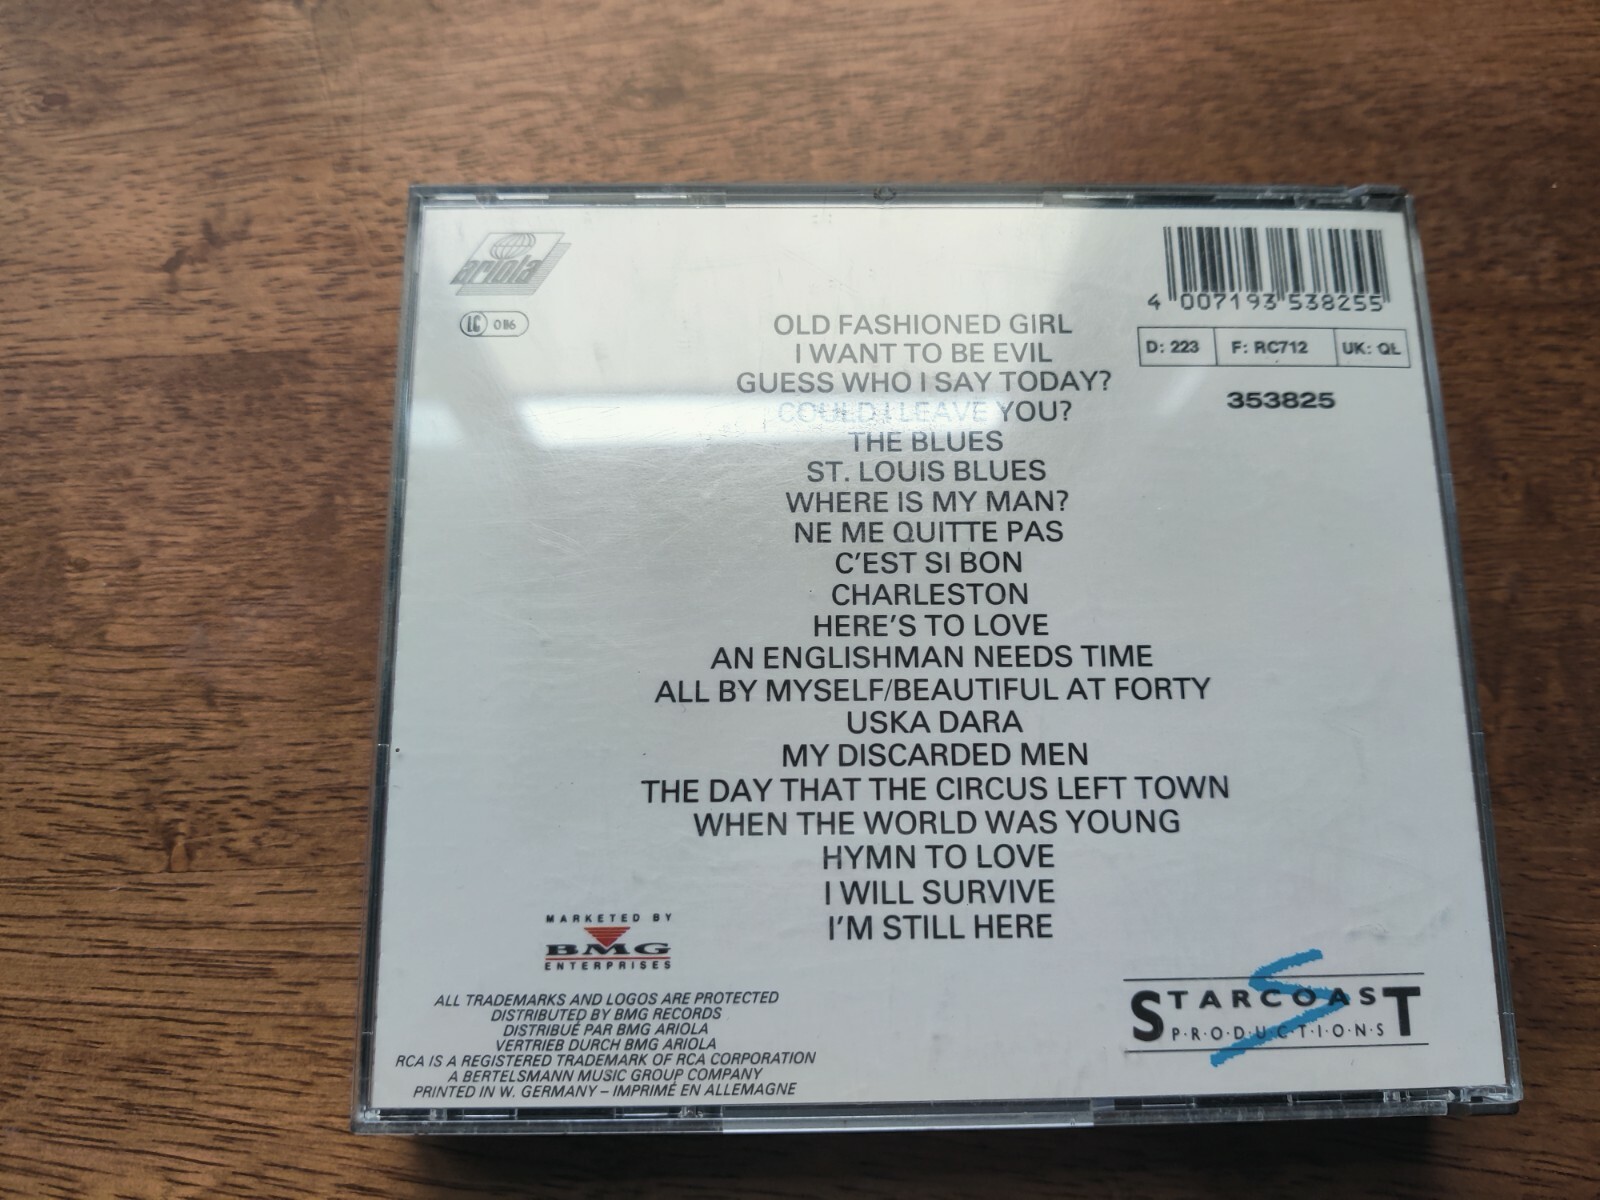 ariola
LC 0116
4 007193 538255
D: 223 F: RC712 UK: QL
353825
OLD FASHIONED GIRL
I WANT TO BE EVIL
GUESS WHO I SAY TODAY?
COULD I LEAVE YOU?
THE BLUES
ST. LOUIS BLUES
WHERE IS MY MAN?
NE ME QUITTE PAS
C'EST SI BON
CHARLESTON
HERE'S TO LOVE
AN ENGLISHMAN NEEDS TIME
ALL BY MYSELF/BEAUTIFUL AT FORTY
USKA DARA
MY DISCARDED MEN
THE DAY THAT THE CIRCUS LEFT TOWN
WHEN THE WORLD WAS YOUNG
HYMN TO LOVE
I WILL SURVIVE
I'M STILL HERE
MARKETED BY
BMG
ENTERPRISES
ALL TRADEMARKS AND LOGOS ARE PROTECTED
DISTRIBUTED BY BMG RECORDS
DISTRIBUÉ PAR BMG ARIOLA
VERTRIEB DURCH BMG ARIOLA
RCA IS A REGISTERED TRADEMARK OF RCA CORPORATION
A BERTELSMANN MUSIC GROUP COMPANY
PRINTED IN W. GERMANY – IMPRIMÉ EN ALLEMAGNE
STARCOAST
P·R·O·D·U·C·T·I·O·N·S